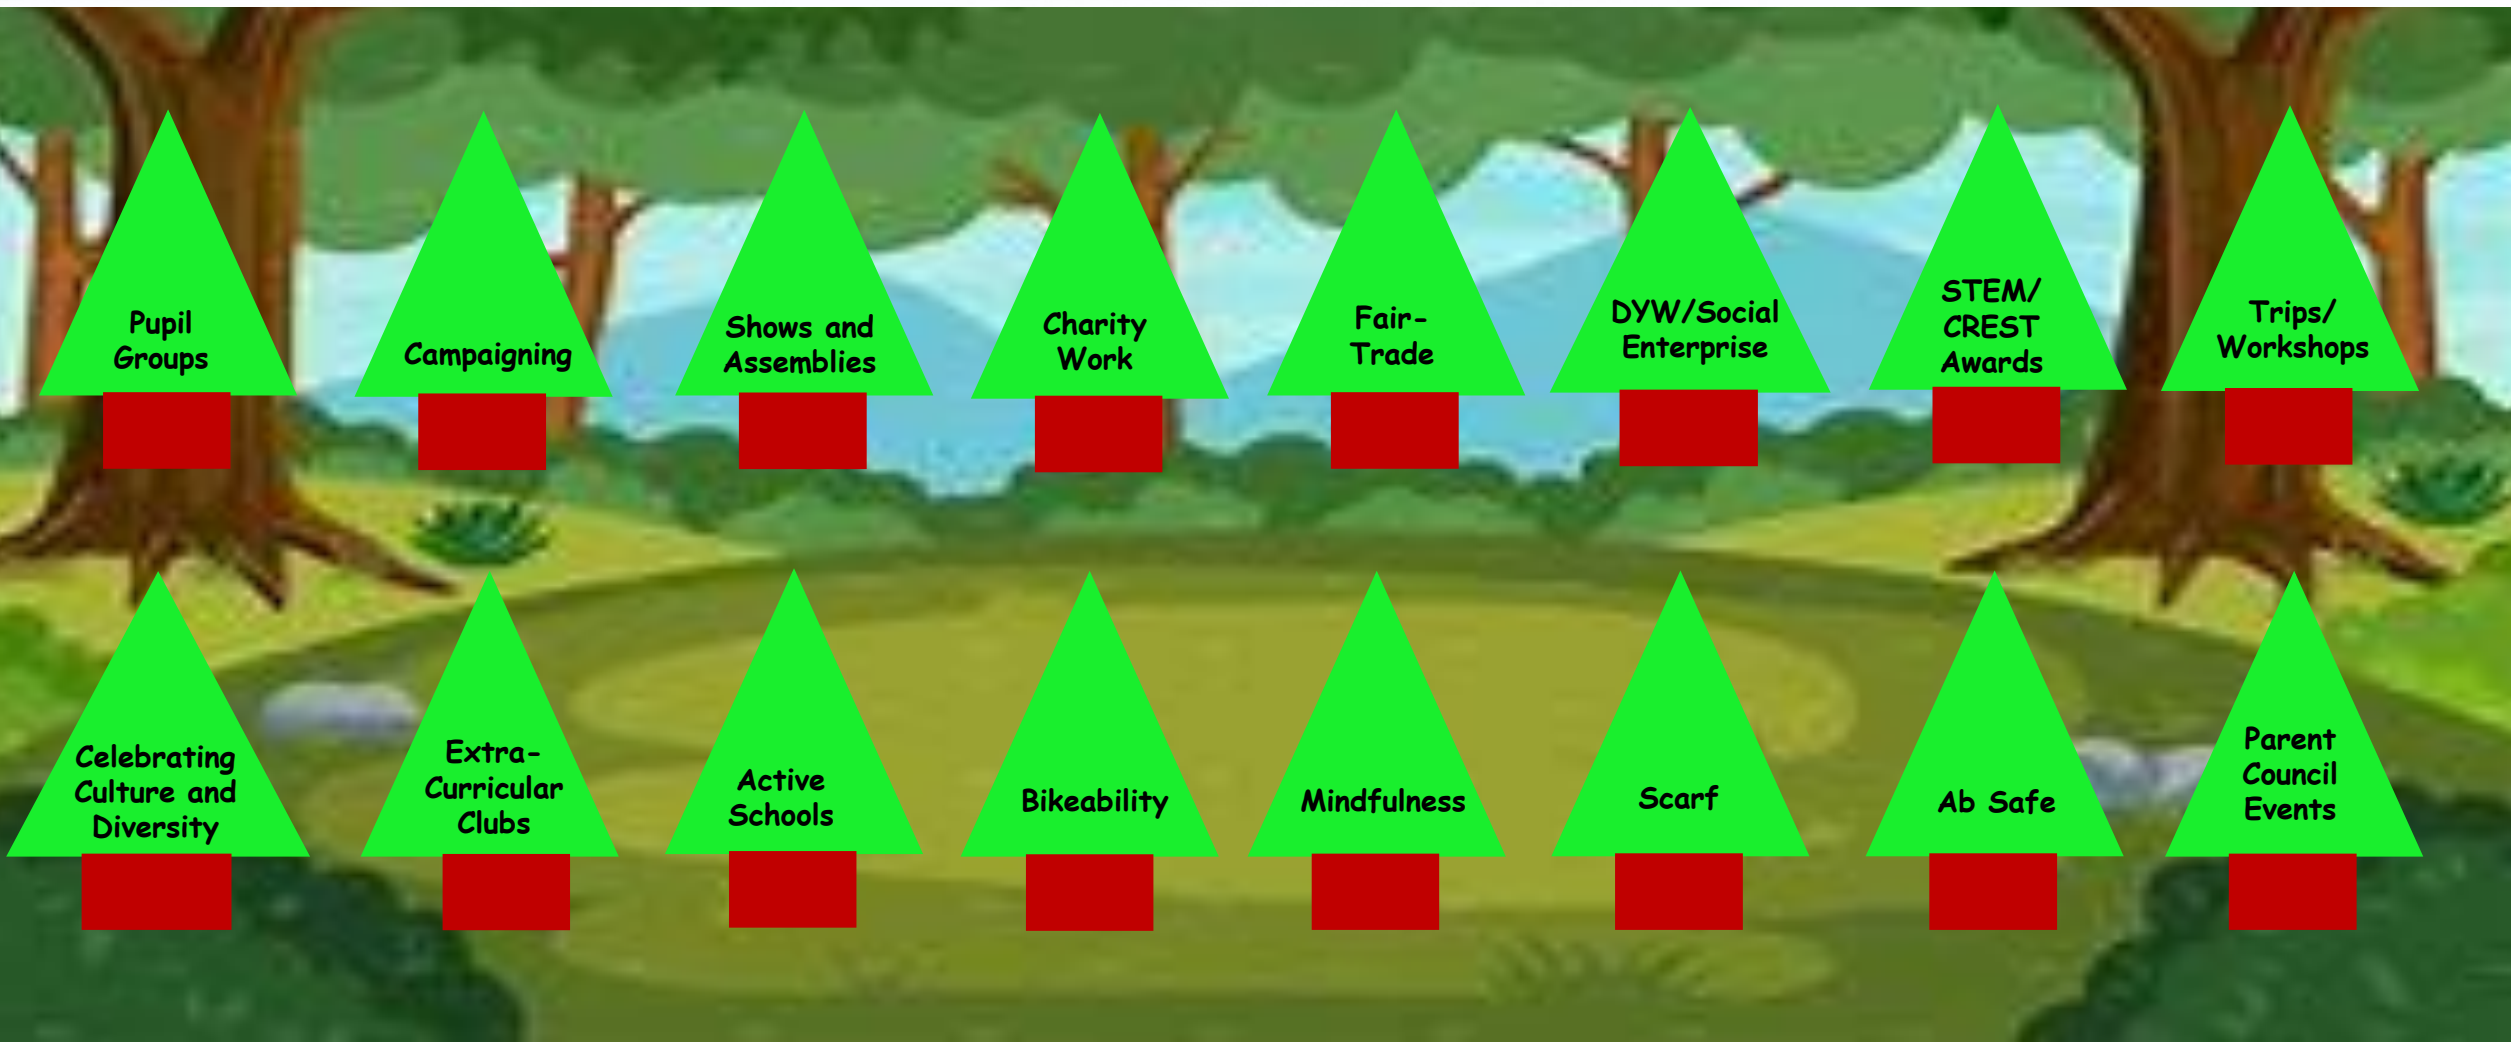 Pupil
Groups
Campaigning
Shows and
Assemblies
Charity
Work
Fair-
Trade
DYW/Social
Enterprise
STEM/
CREST
Awards
Trips/
Workshops
Celebrating
Culture and
Diversity
Extra-
Curricular
Clubs
Active
Schools
Bikeability
Mindfulness
Scarf
Ab Safe
Parent
Council
Events